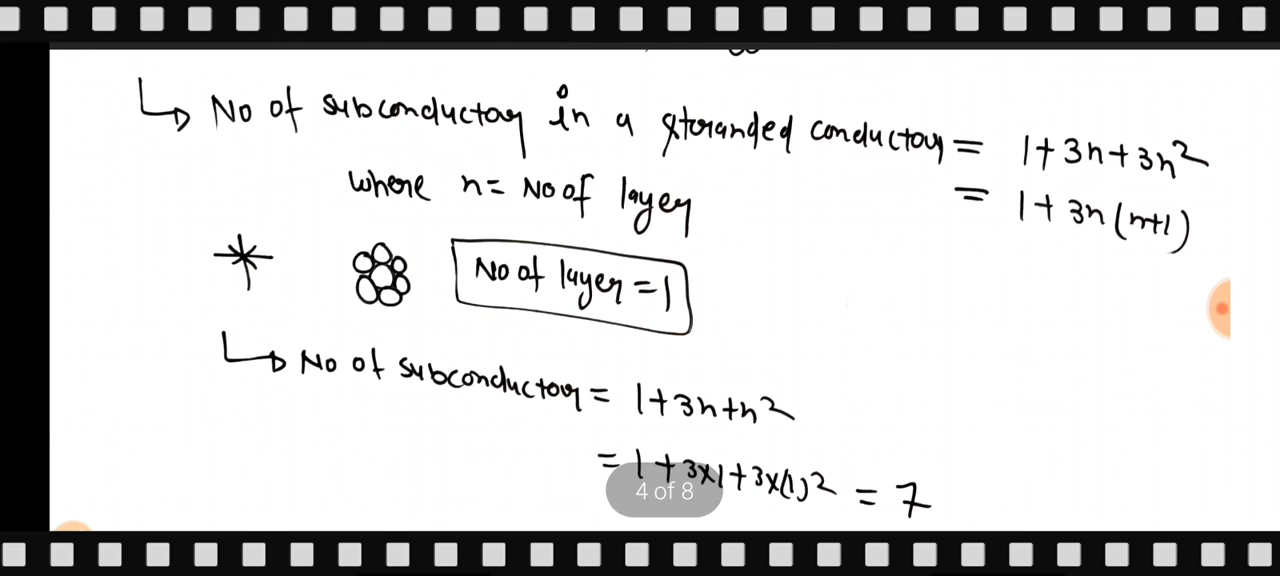 ↳ No of subconductor in a stranded conductor = 1 + 3n + 3n²
where n = No of layer
= 1 + 3n (n+1)
No of layer = 1
↳ No of subconductor = 1 + 3n + n²
= 1 + 3×1 + 3×(1)² = 7
4 of 8